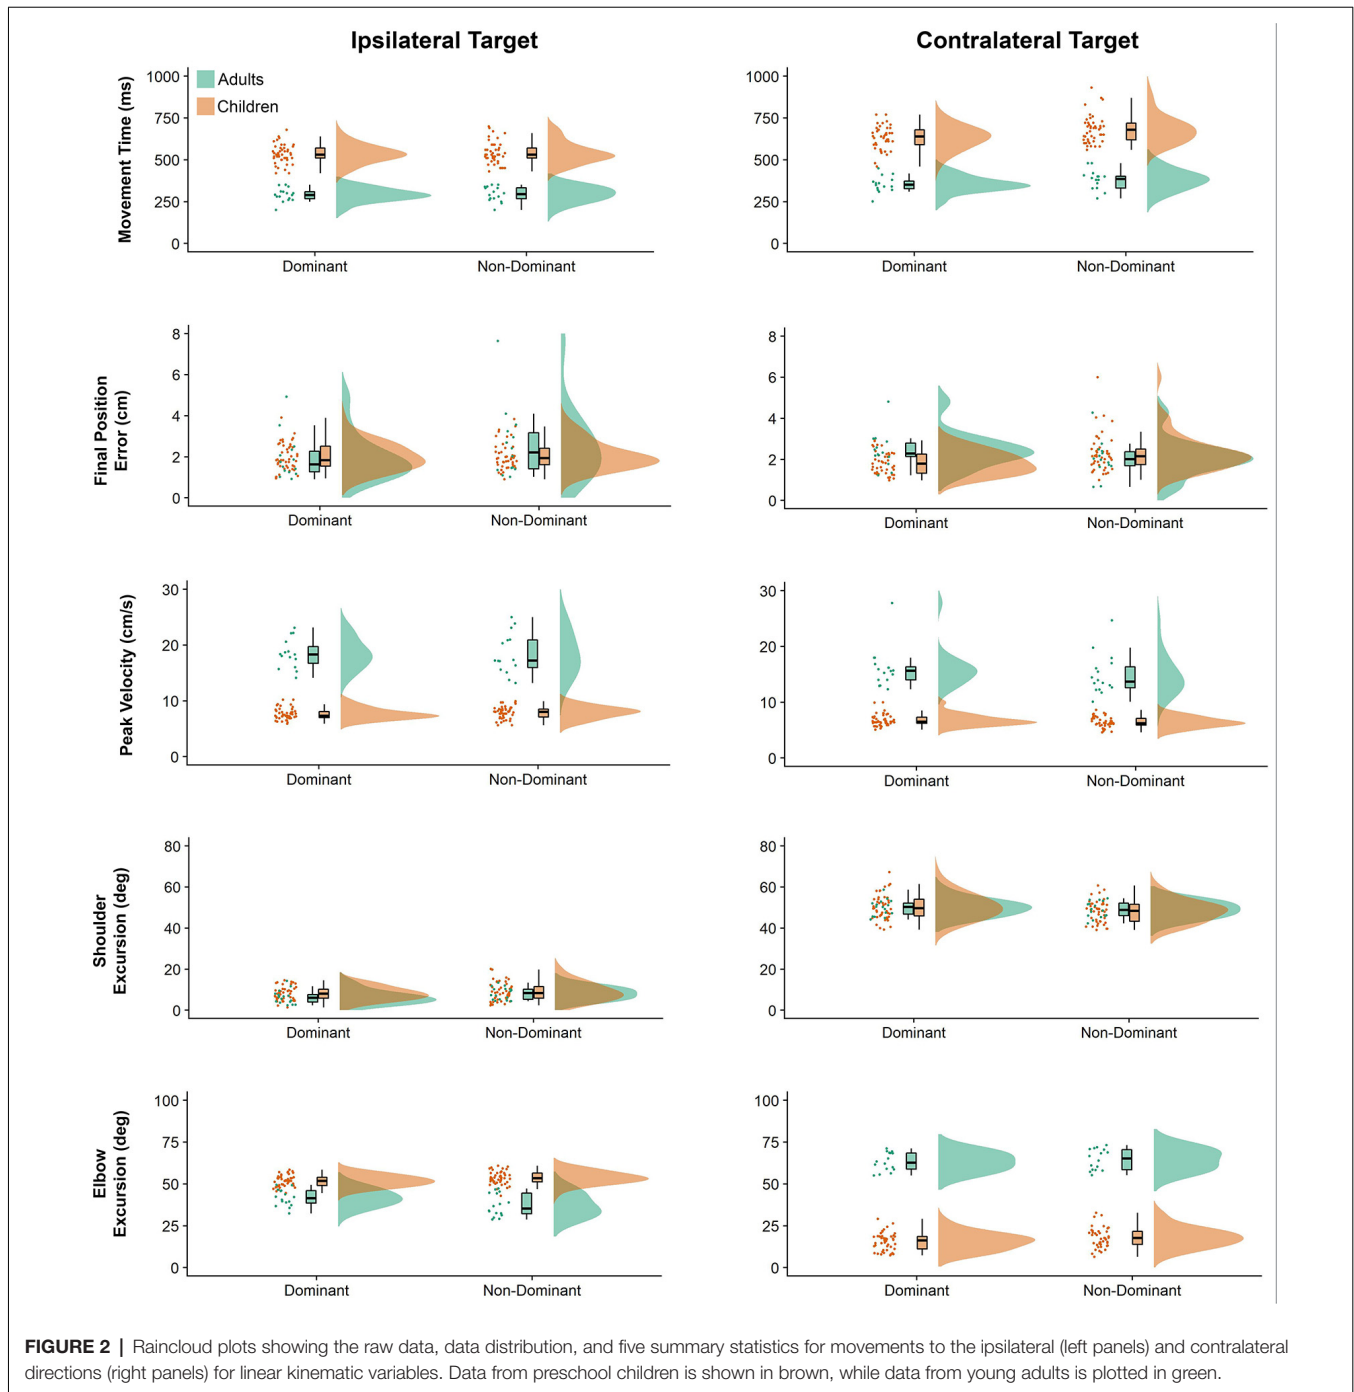 Ipsilateral Target
Contralateral Target
Movement Time (ms)
1000
750
500
250
0
Adults
Children
Dominant
Non-Dominant
1000
750
500
250
0
Dominant
Non-Dominant
Final Position
Error (cm)
8
6
4
2
0
Dominant
Non-Dominant
8
6
4
2
0
Dominant
Non-Dominant
Peak Velocity (cm/s)
30
20
10
0
Dominant
Non-Dominant
30
20
10
0
Dominant
Non-Dominant
Shoulder
Excursion (deg)
80
60
40
20
0
Dominant
Non-Dominant
80
60
40
20
0
Dominant
Non-Dominant
Elbow
Excursion (deg)
100
75
50
25
0
Dominant
Non-Dominant
100
75
50
25
0
Dominant
Non-Dominant
FIGURE 2 | Raincloud plots showing the raw data, data distribution, and five summary statistics for movements to the ipsilateral (left panels) and contralateral
directions (right panels) for linear kinematic variables. Data from preschool children is shown in brown, while data from young adults is plotted in green.